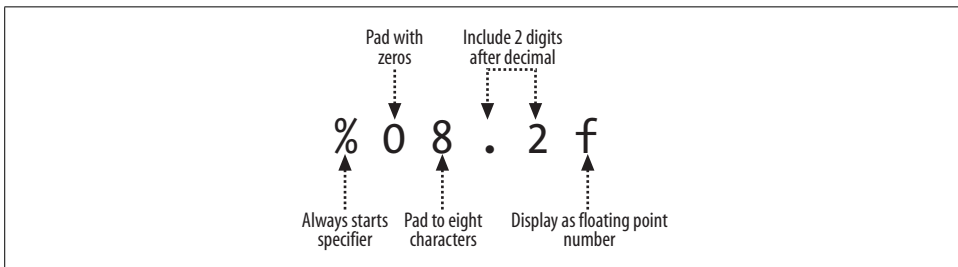 Pad with zeros
Include 2 digits after decimal
% 0 8 . 2 f
Always starts specifier
Pad to eight characters
Display as floating point number